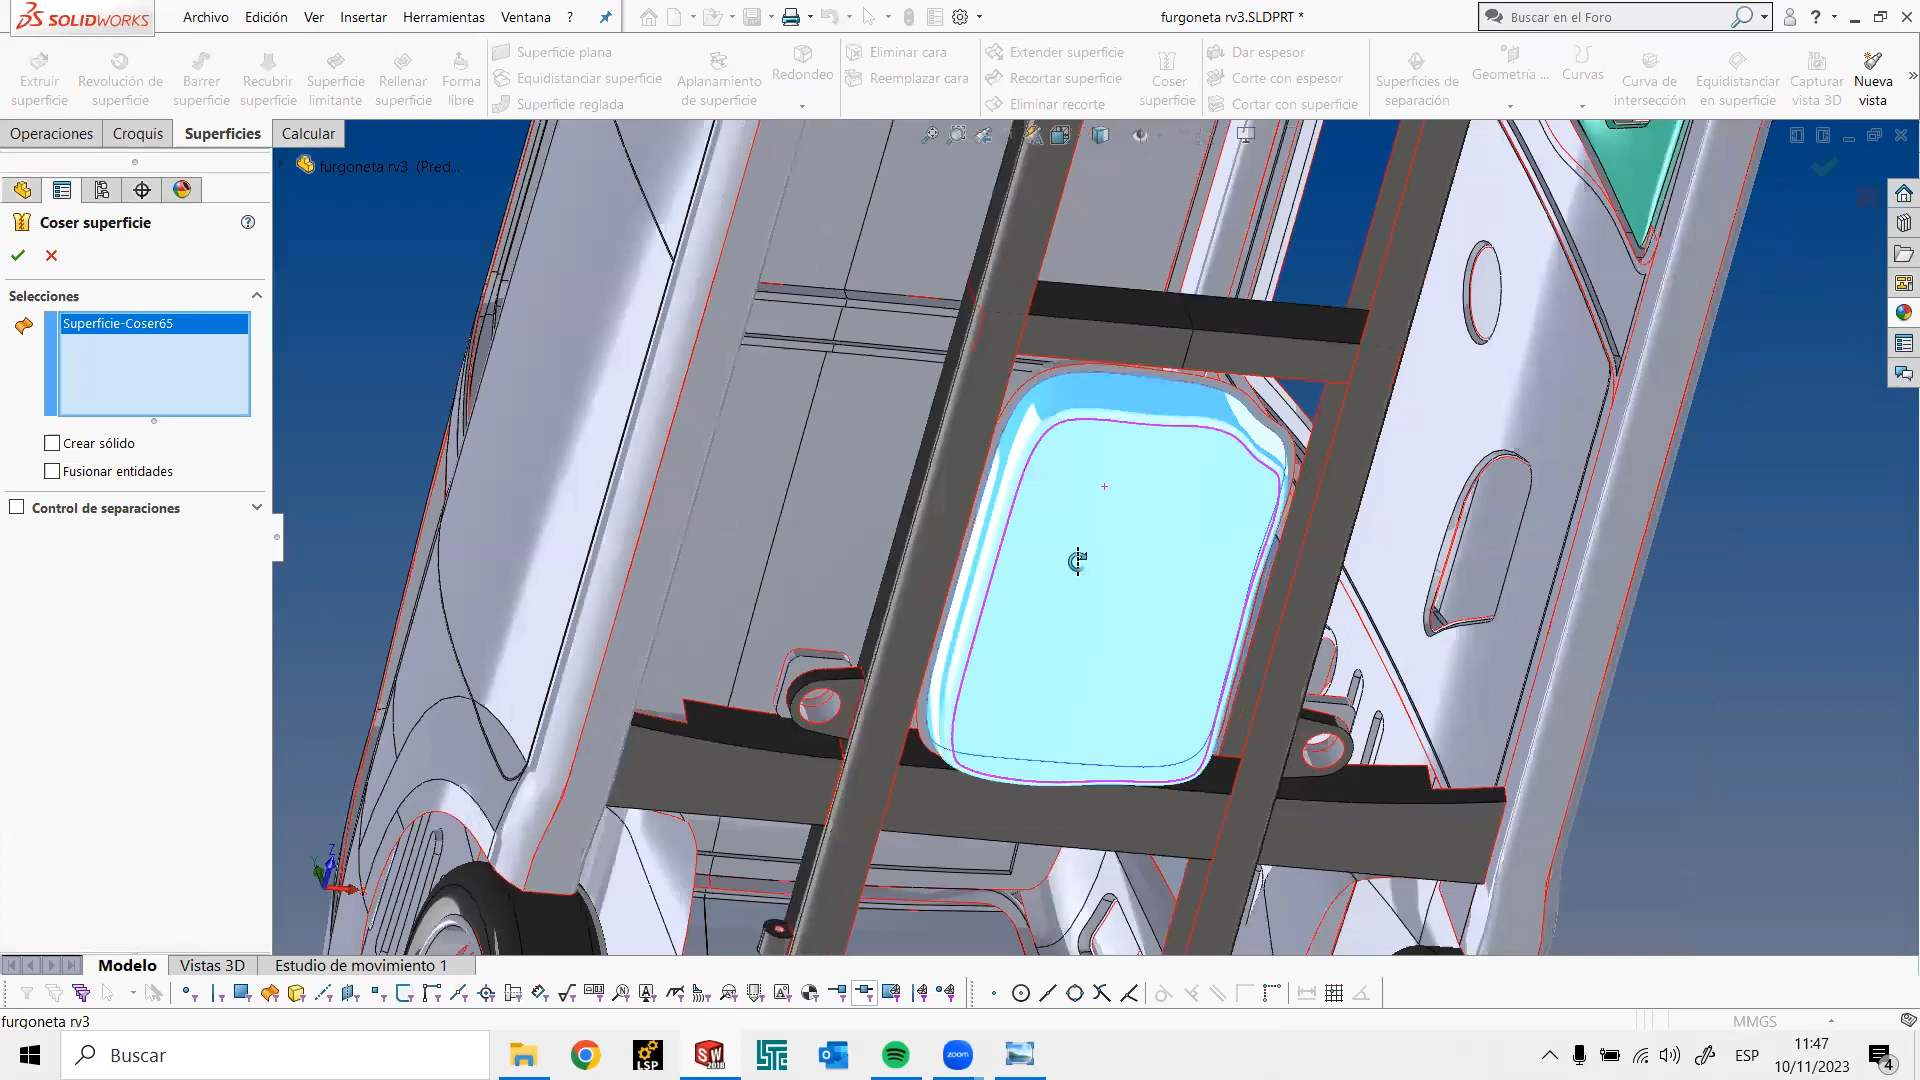 SOLIDWORKS
Archivo Edición Ver Insertar Herramientas Ventana ?
furgoneta rv3.SLDPRT *
Buscar en el Foro
Extruir superficie
Revolución de superficie
Barrer superficie
Recubrir superficie
Superficie limitante
Rellenar superficie
Forma libre
Superficie plana
Equidistanciar superficie
Superficie reglada
Aplanamiento de superficie
Redondeo
Eliminar cara
Reemplazar cara
Extender superficie
Recortar superficie
Eliminar recorte
Coser superficie
Dar espesor
Corte con espesor
Cortar con superficie
Superficies de separación
Geometría ...
Curvas
Curva de intersección
Equidistanciar en superficie
Capturar vista 3D
Nueva vista
Operaciones Croquis Superficies Calcular
furgoneta rv3 (Pred...
Coser superficie
Selecciones
Superficie-Coser65
Crear sólido
Fusionar entidades
Control de separaciones
Z
Y
Modelo Vistas 3D Estudio de movimiento 1
furgoneta rv3
MMGS
Buscar
LSP
SW
2018
zoom
ESP
11:47
10/11/2023
4